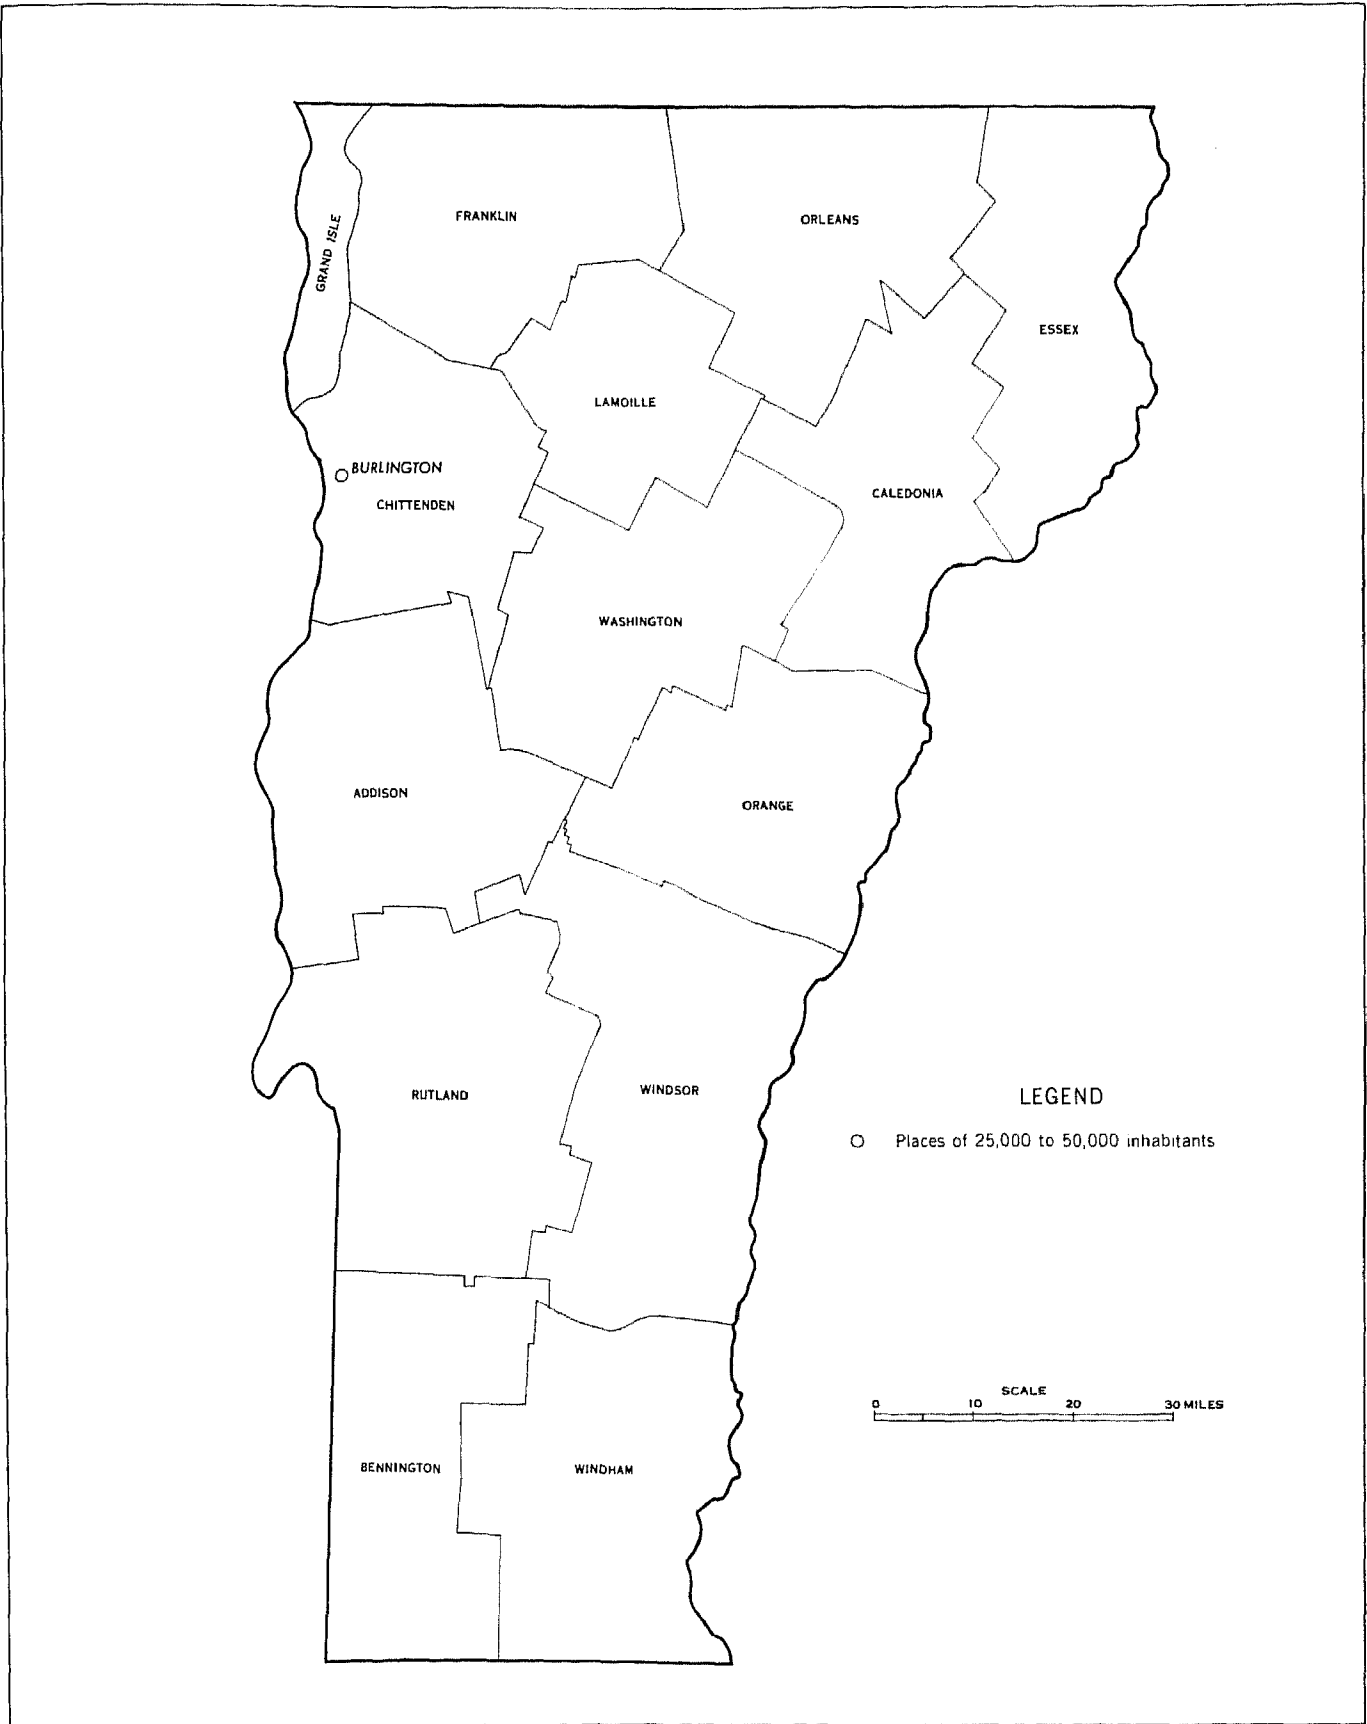 FRANKLIN
ORLEANS
GRAND ISLE
ESSEX
LAMOILLE
BURLINGTON
CHITTENDEN
CALEDONIA
WASHINGTON
ADDISON
ORANGE
RUTLAND
WINDSOR
LEGEND
Places of 25,000 to 50,000 inhabitants
SCALE
0 10 20 30 MILES
BENNINGTON
WINDHAM